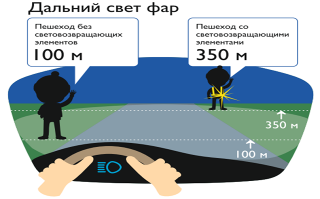 Дальний свет фар
Пешеход без
световозвращающих
элементов
100 м
Пешеход со
световозвращающими
элементами
350 м
350 м
100 м